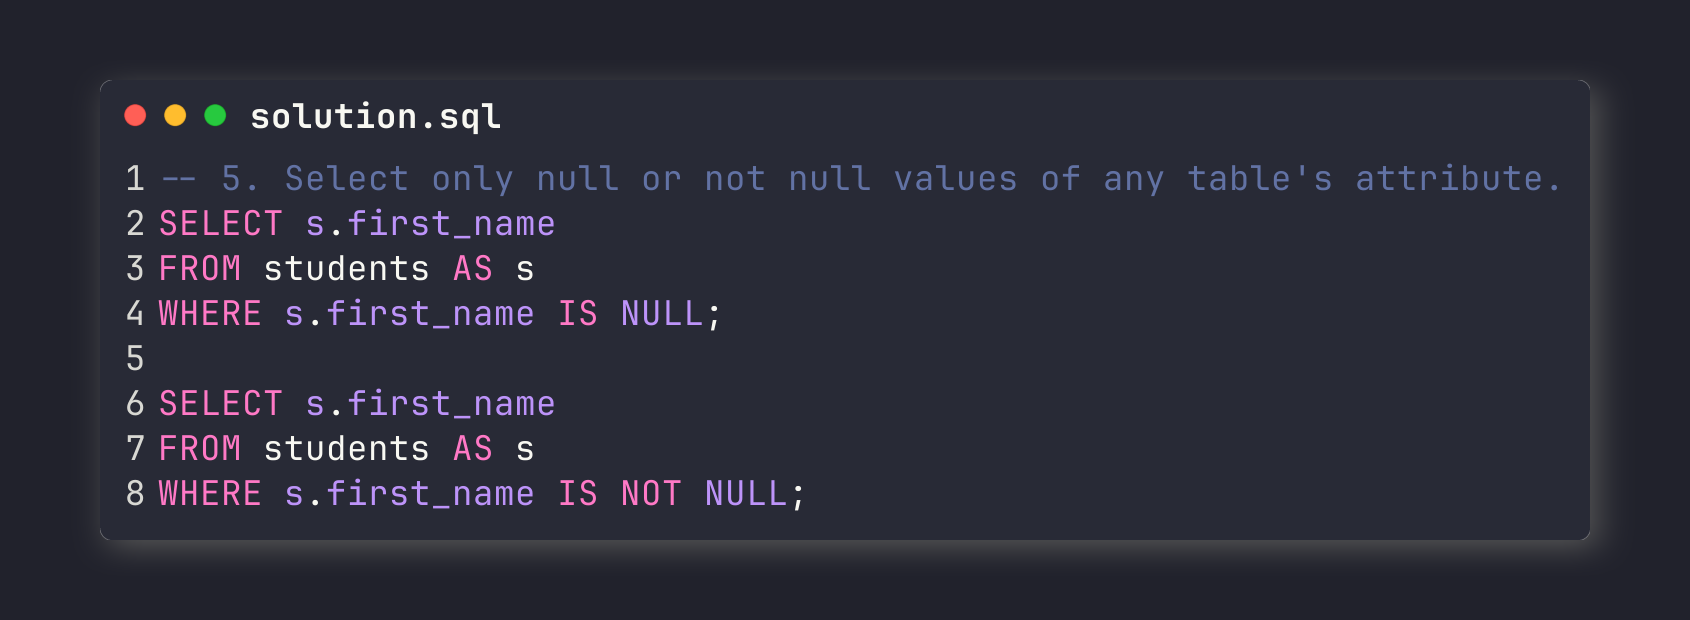 solution.sql
1 -- 5. Select only null or not null values of any table's attribute.
2 SELECT s.first_name
3 FROM students AS s
4 WHERE s.first_name IS NULL;
5
6 SELECT s.first_name
7 FROM students AS s
8 WHERE s.first_name IS NOT NULL;